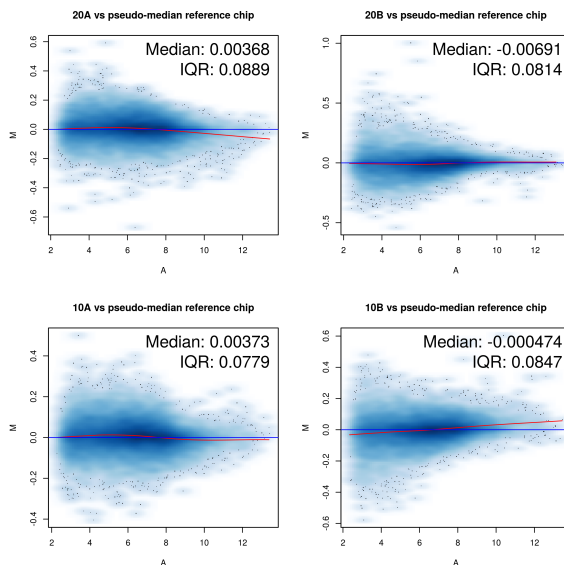 20A vs pseudo-median reference chip
Median: 0.00368
IQR: 0.0889
M
0.6
0.4
0.2
0.0
-0.2
-0.4
-0.6
2 4 6 8 10 12
A
20B vs pseudo-median reference chip
Median: -0.00691
IQR: 0.0814
M
1.0
0.5
0.0
-0.5
2 4 6 8 10 12
A
10A vs pseudo-median reference chip
Median: 0.00373
IQR: 0.0779
M
0.4
0.2
0.0
-0.2
-0.4
2 4 6 8 10 12
A
10B vs pseudo-median reference chip
Median: -0.000474
IQR: 0.0847
M
0.6
0.4
0.2
0.0
-0.2
-0.4
-0.6
2 4 6 8 10 12
A